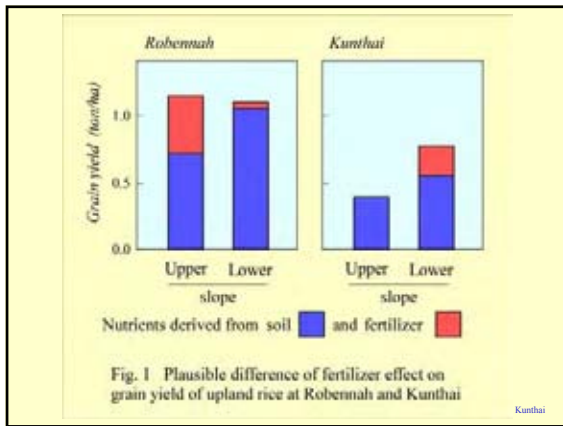 Robennah Kunthai
Grain yield (ton/ha)
1.0
0.5
0.0
Upper Lower Upper Lower
slope slope
Nutrients derived from soil and fertilizer
Fig. 1 Plausible difference of fertilizer effect on
grain yield of upland rice at Robennah and Kunthai
Kunthai